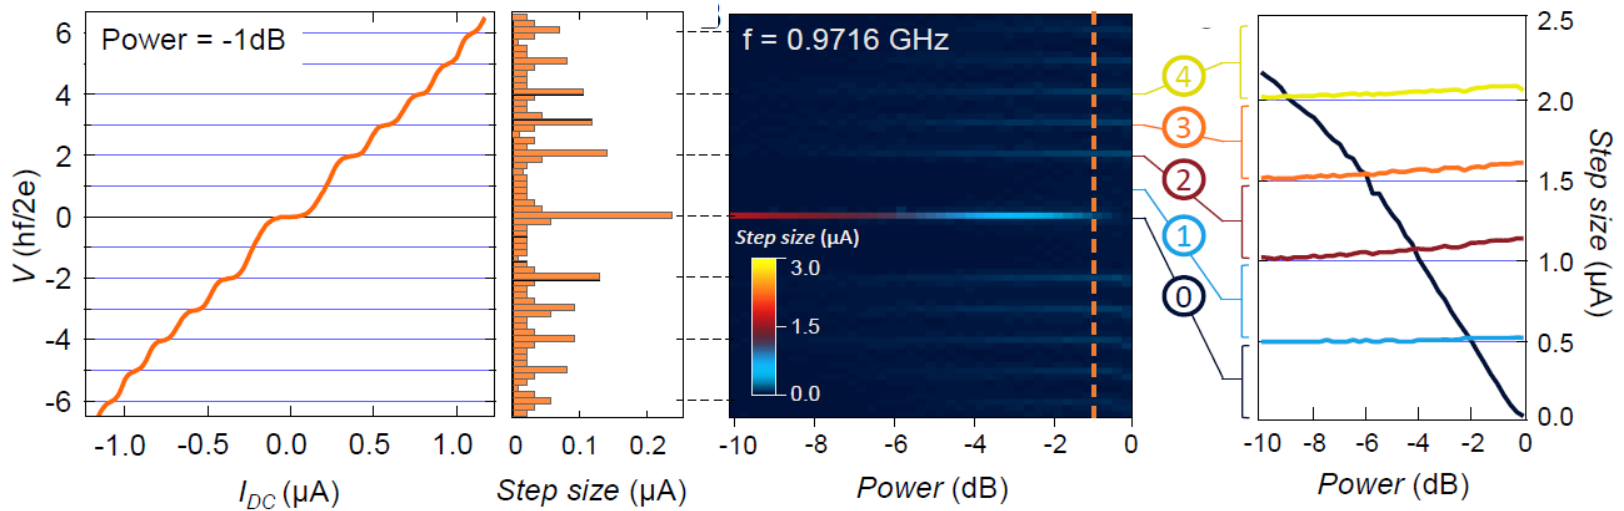 Power = -1dB
V (hf/2e)
6
4
2
0
-2
-4
-6
-1.0 -0.5 0.0 0.5 1.0
I_DC (μA)
0 0.1 0.2
Step size (μA)
f = 0.9716 GHz
Step size (μA)
3.0
1.5
0.0
-10 -8 -6 -4 -2 0
Power (dB)
4
3
2
1
0
2.5
2.0
1.5
1.0
0.5
0.0
Step size (μA)
-10 -8 -6 -4 -2 0
Power (dB)